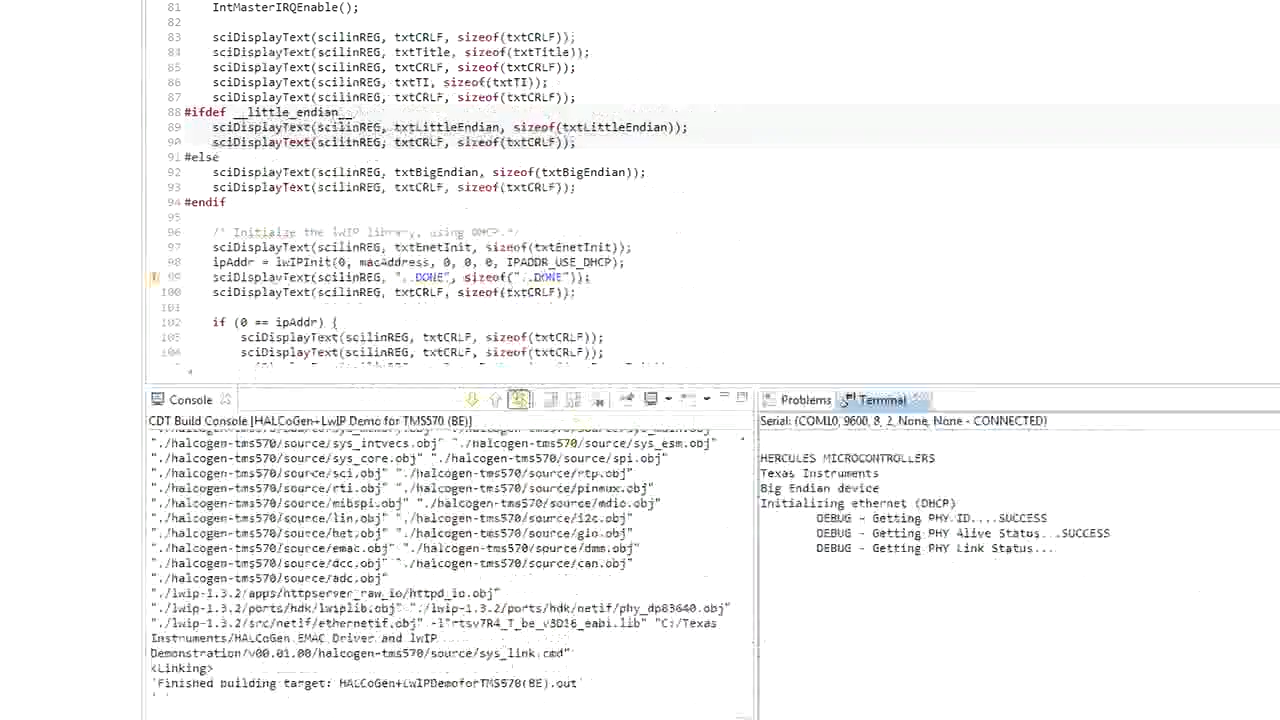 81 IntMasterIRQEnable();
82
83 sciDisplayText(scilinREG, txtCRLF, sizeof(txtCRLF));
84 sciDisplayText(scilinREG, txtTitle, sizeof(txtTitle));
85 sciDisplayText(scilinREG, txtCRLF, sizeof(txtCRLF));
86 sciDisplayText(scilinREG, txtTI, sizeof(txtTI));
87 sciDisplayText(scilinREG, txtCRLF, sizeof(txtCRLF));
88 #ifdef __little_endian__
89 sciDisplayText(scilinREG, txtLittleEndian, sizeof(txtLittleEndian));
90 sciDisplayText(scilinREG, txtCRLF, sizeof(txtCRLF));
91 #else
92 sciDisplayText(scilinREG, txtBigEndian, sizeof(txtBigEndian));
93 sciDisplayText(scilinREG, txtCRLF, sizeof(txtCRLF));
94 #endif
95
96 /* Initialze the lwIP library, using DHCP.*/
97 sciDisplayText(scilinREG, txtEnetInit, sizeof(txtEnetInit));
98 ipAddr = lwIPInit(0, macAddress, 0, 0, 0, IPADDR_USE_DHCP);
99 sciDisplayText(scilinREG, "..DONE", sizeof("..DONE"));
100 sciDisplayText(scilinREG, txtCRLF, sizeof(txtCRLF));
101
102 if (0 == ipAddr) {
103 sciDisplayText(scilinREG, txtCRLF, sizeof(txtCRLF));
104 sciDisplayText(scilinREG, txtCRLF, sizeof(txtCRLF));
Console
CDT Build Console [HALCoGen+LwIP Demo for TMS570 (BE)]
"./halcogen-tms570/source/sys_intvecs.obj" "./halcogen-tms570/source/sys_esm.obj"
"./halcogen-tms570/source/sys_core.obj" "./halcogen-tms570/source/spi.obj"
"./halcogen-tms570/source/sci.obj" "./halcogen-tms570/source/rtp.obj"
"./halcogen-tms570/source/rti.obj" "./halcogen-tms570/source/pinmux.obj"
"./halcogen-tms570/source/mibspi.obj" "./halcogen-tms570/source/mdio.obj"
"./halcogen-tms570/source/lin.obj" "./halcogen-tms570/source/i2c.obj"
"./halcogen-tms570/source/het.obj" "./halcogen-tms570/source/gio.obj"
"./halcogen-tms570/source/emac.obj" "./halcogen-tms570/source/dmm.obj"
"./halcogen-tms570/source/dcc.obj" "./halcogen-tms570/source/can.obj"
"./halcogen-tms570/source/adc.obj"
"./lwip-1.3.2/apps/httpserver_raw_io/httpd_io.obj"
"./lwip-1.3.2/ports/hdk/lwiplib.obj" "./lwip-1.3.2/ports/hdk/netif/phy_dp83640.obj"
"./lwip-1.3.2/src/netif/ethernetif.obj" -l"rtsv7R4_T_be_v3D16_eabi.lib" "C:/Texas
Instruments/HALCoGen EMAC Driver and lwIP
Demonstration/v00.01.00/halcogen-tms570/source/sys_link.cmd"
<Linking>
'Finished building target: HALCoGen+LwIPDemoforTMS570(BE).out'
Problems Terminal
Serial: (COM10, 9600, 8, 2, None, None - CONNECTED)
HERCULES MICROCONTROLLERS
Texas Instruments
Big Endian device
Initializing ethernet (DHCP)
DEBUG - Getting PHY ID....SUCCESS
DEBUG - Getting PHY Alive Status...SUCCESS
DEBUG - Getting PHY Link Status...